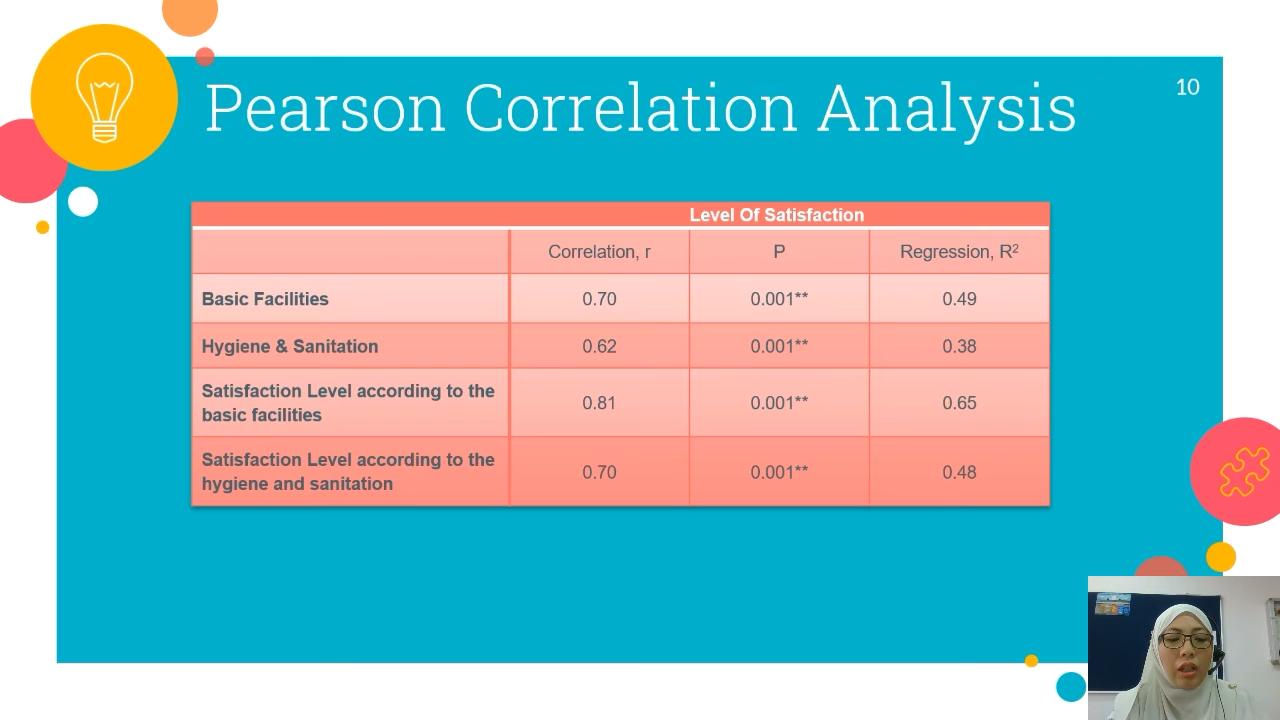 Pearson Correlation Analysis
10
Level Of Satisfaction
Correlation, r P Regression, R²
Basic Facilities 0.70 0.001** 0.49
Hygiene & Sanitation 0.62 0.001** 0.38
Satisfaction Level according to the
basic facilities 0.81 0.001** 0.65
Satisfaction Level according to the
hygiene and sanitation 0.70 0.001** 0.48